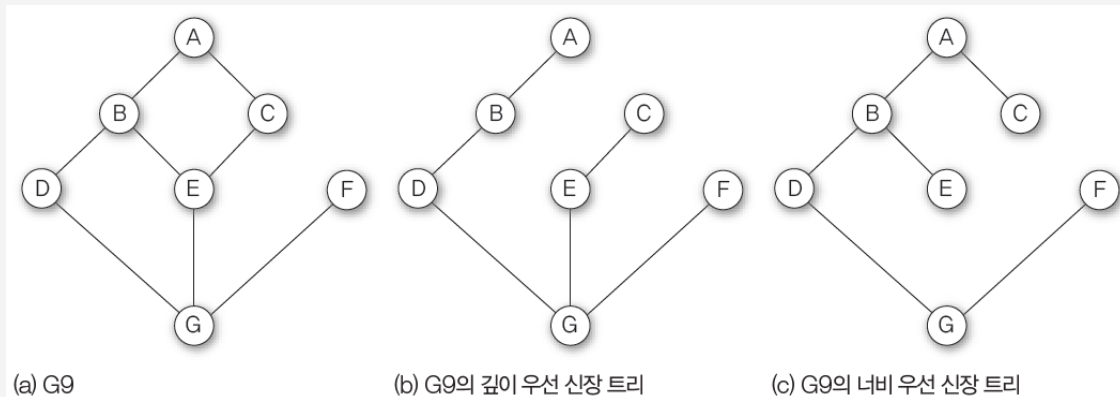 A A A
B C B C B C
D E F D E F D E F
G G G
(a) G9 (b) G9의 깊이 우선 신장 트리 (c) G9의 너비 우선 신장 트리